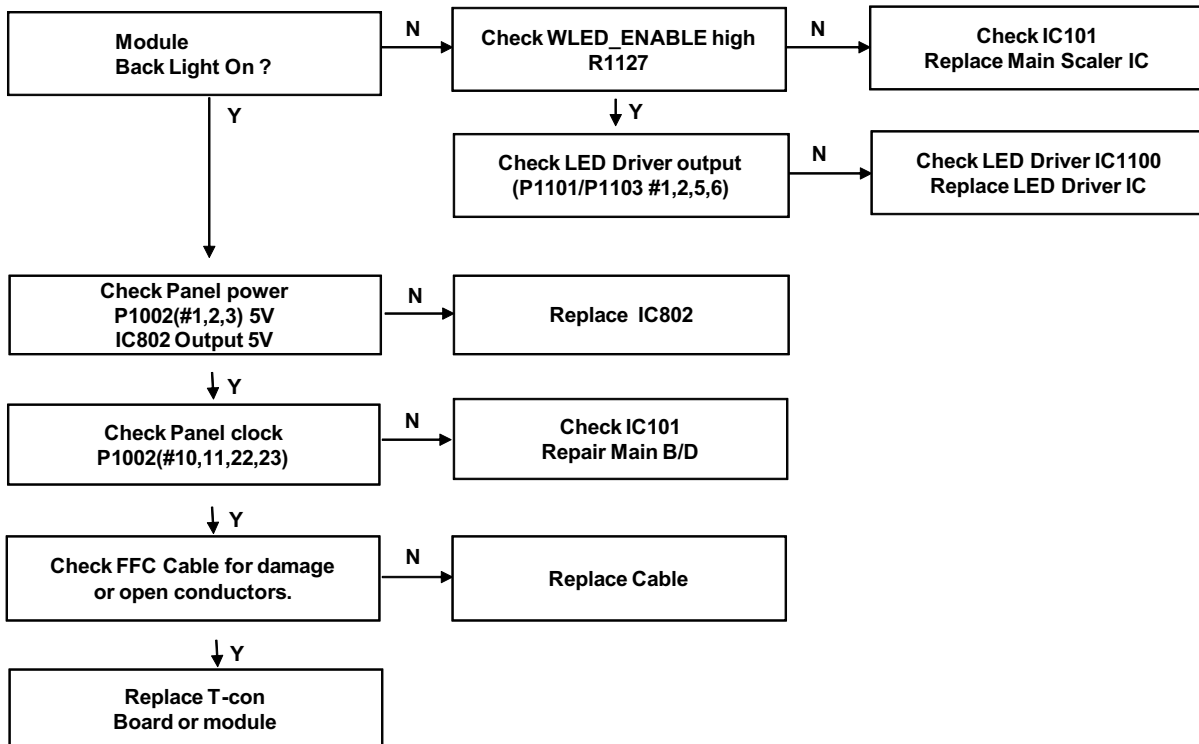 Module
Back Light On ?
N
Check WLED_ENABLE high
R1127
N
Check IC101
Replace Main Scaler IC
Y
Y
Check LED Driver output
(P1101/P1103 #1,2,5,6)
N
Check LED Driver IC1100
Replace LED Driver IC
Check Panel power
P1002(#1,2,3) 5V
IC802 Output 5V
N
Replace IC802
Y
Check Panel clock
P1002(#10,11,22,23)
N
Check IC101
Repair Main B/D
Y
Check FFC Cable for damage
or open conductors.
N
Replace Cable
Y
Replace T-con
Board or module